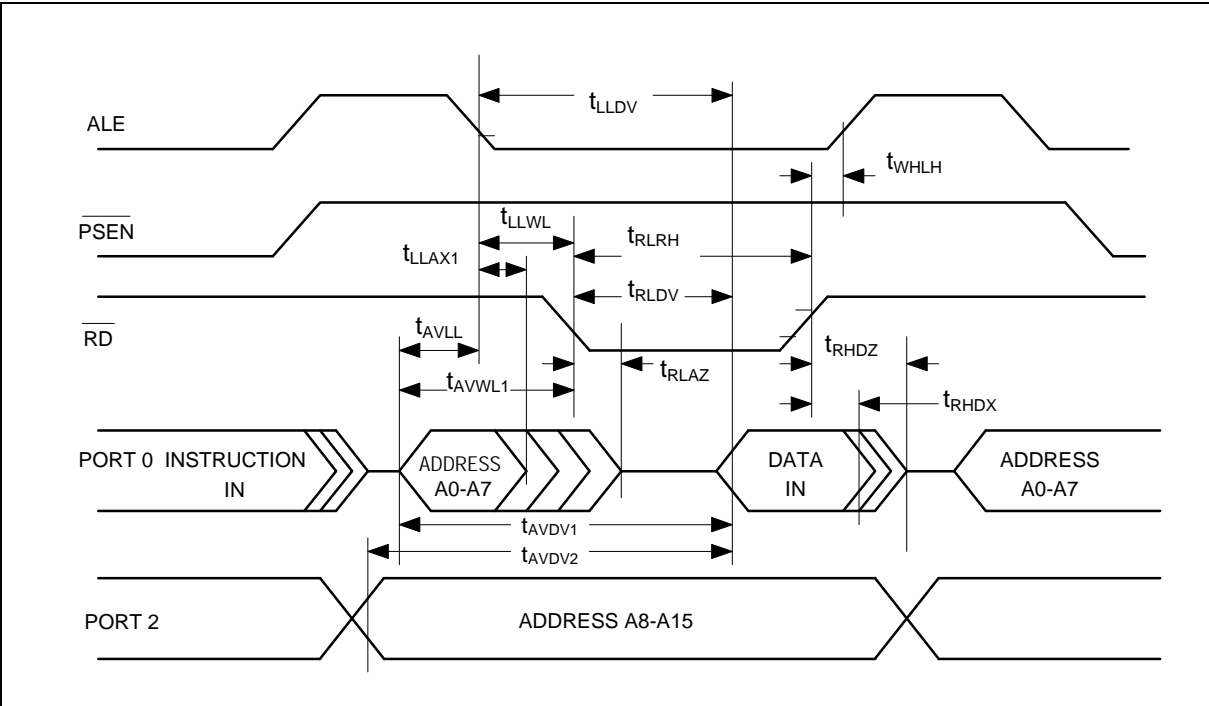 tLLDV
ALE
tWHLH
tLLWL
tRLRH
PSEN
tLLAX1
tRLDV
RD
tAVLL
tRHDZ
tRLAZ
tAVWL1
tRHDX
PORT 0 INSTRUCTION IN
ADDRESS
A0-A7
DATA
IN
ADDRESS
A0-A7
tAVDV1
tAVDV2
PORT 2
ADDRESS A8-A15